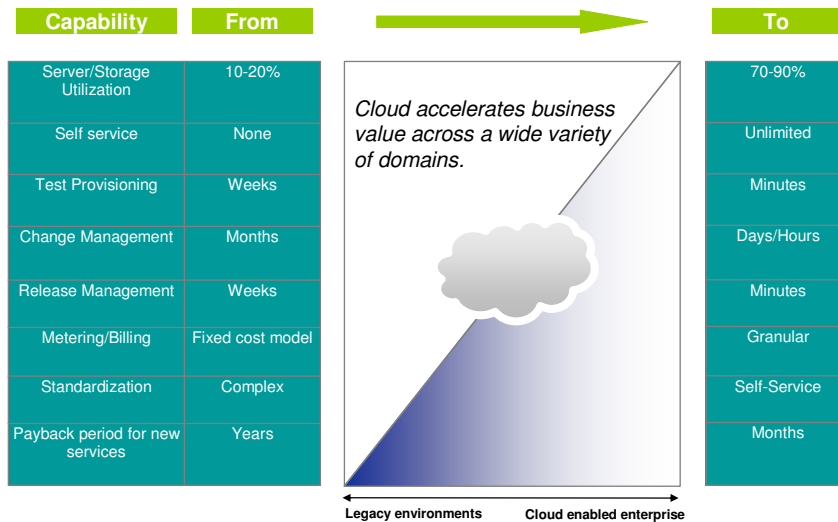 Capability From To
Server/Storage
Utilization
10-20%
70-90%
Cloud accelerates business
value across a wide variety
of domains.
Self service None Unlimited
Test Provisioning Weeks Minutes
Change Management Months Days/Hours
Release Management Weeks Minutes
Metering/Billing Fixed cost model Granular
Standardization Complex Self-Service
Payback period for new
services
Years
Months
Legacy environments Cloud enabled enterprise